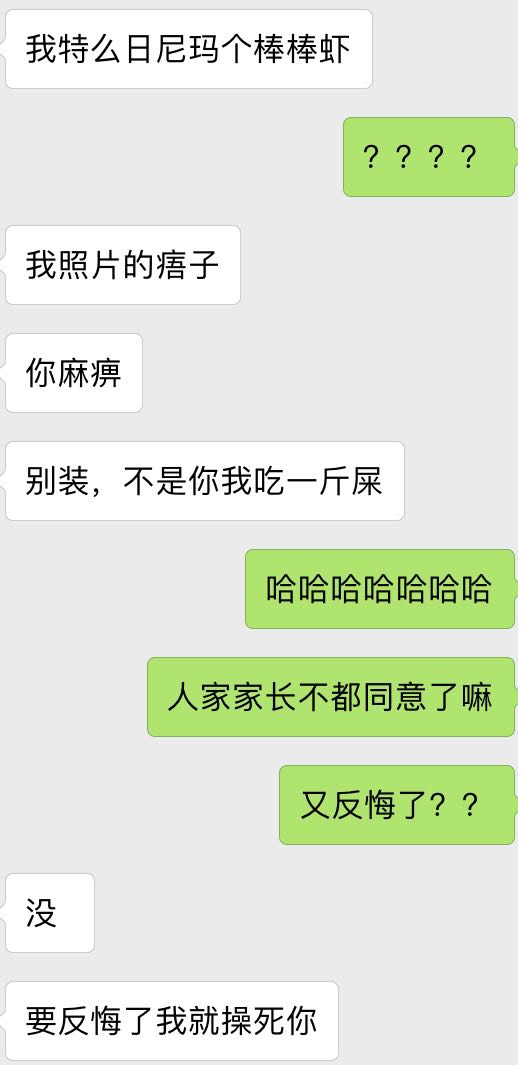 我特么日尼玛个棒棒虾
？？？？
我照片的痦子
你麻痹
别装，不是你我吃一斤屎
哈哈哈哈哈哈哈
人家家长不都同意了嘛
又反悔了？？
没
要反悔了我就操死你